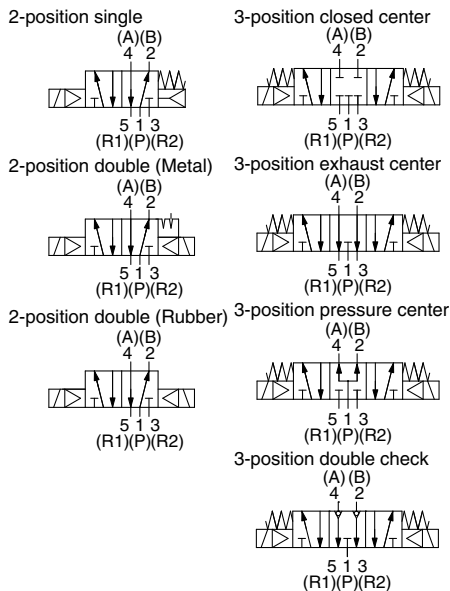 2-position single
(A)(B)
4 2
5 1 3
(R1)(P)(R2)
2-position double (Metal)
(A)(B)
4 2
5 1 3
(R1)(P)(R2)
2-position double (Rubber)
(A)(B)
4 2
5 1 3
(R1)(P)(R2)
3-position closed center
(A)(B)
4 2
5 1 3
(R1)(P)(R2)
3-position exhaust center
(A)(B)
4 2
5 1 3
(R1)(P)(R2)
3-position pressure center
(A)(B)
4 2
5 1 3
(R1)(P)(R2)
3-position double check
(A) (B)
4 2
5 1 3
(R1)(P)(R2)